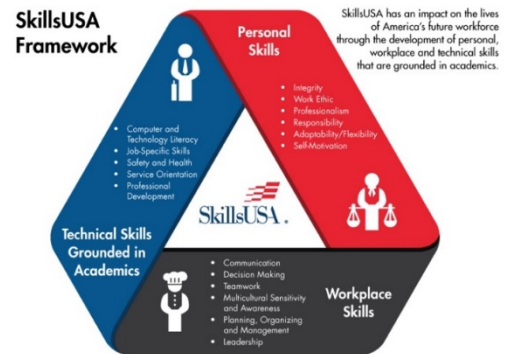 SkillsUSA
Framework
SkillsUSA has an impact on the lives
of America's future workforce
through the development of personal,
workplace and technical skills
that are grounded in academics.
Personal
Skills
• Integrity
• Work Ethic
• Professionalism
• Responsibility
• Adaptability/Flexibility
• Self-Motivation
• Computer and
Technology Literacy
• Job-Specific Skills
• Safety and Health
• Service Orientation
• Professional
Development
Technical Skills
Grounded in
Academics
SkillsUSA.
• Communication
• Decision Making
• Teamwork
• Multicultural Sensitivity
and Awareness
• Planning, Organizing
and Management
• Leadership
Workplace
Skills